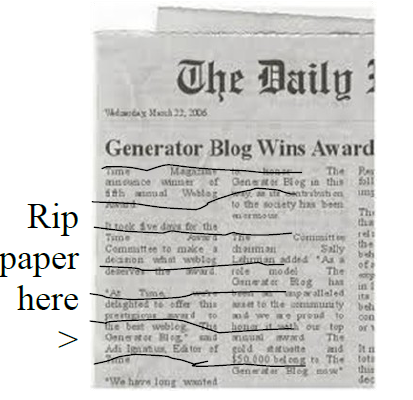 The Daily
Wednesday, March 22, 2006
Generator Blog Wins Award
Rip
paper
here
>
Time Magazine
announce winner of
fifth annual Weblog
Award
It took five days for the
Time Award
Committee to make a
decision what weblog
deserves the award.
"At Time, we're
delighted to offer this
prestigious award to
the best weblog. The
Generator Blog," said
Adi Ignatius, Editor of
Time
"We have long wanted
to honor The
Generator Blog in this
way, as its contribution
to the society has been
enormous.
The Committee
chairman Sally
Lehrman added "As a
role model The
Generator Blog has
been an unparalleled
asset to the community
and we are proud to
honor it with our top
annual award The
gold statuette and
$50,000 belong to The
Generator Blog now"